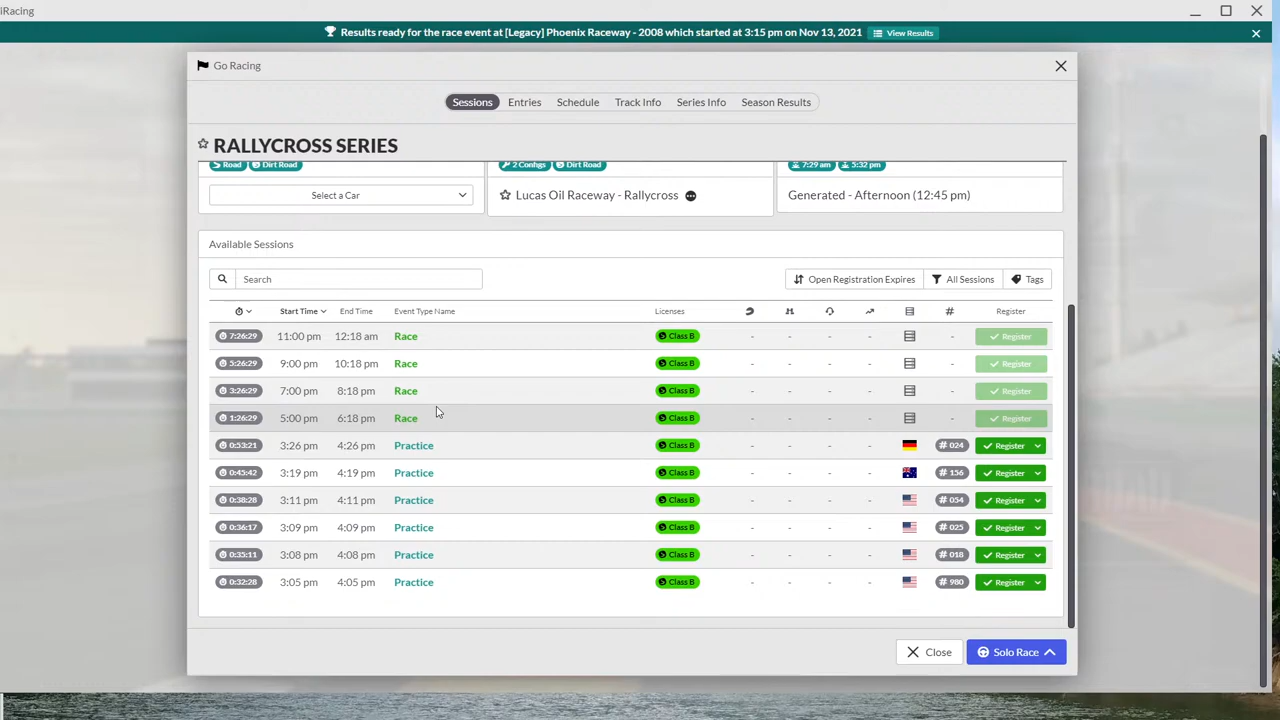 iRacing
Results ready for the race event at [Legacy] Phoenix Raceway - 2008 which started at 3:15 pm on Nov 13, 2021 View Results
Go Racing
Sessions Entries Schedule Track Info Series Info Season Results
RALLYCROSS SERIES
Road Dirt Road 2 Configs Dirt Road 7:29 am 5:32 pm
Select a Car Lucas Oil Raceway - Rallycross Generated - Afternoon (12:45 pm)
Available Sessions
Search Open Registration Expires All Sessions Tags
Start Time End Time Event Type Name Licenses # Register
7:26:29 11:00 pm 12:18 am Race Class B - - - - - Register
5:26:29 9:00 pm 10:18 pm Race Class B - - - - - Register
3:26:29 7:00 pm 8:18 pm Race Class B - - - - - Register
1:26:29 5:00 pm 6:18 pm Race Class B - - - - - Register
0:53:21 3:26 pm 4:26 pm Practice Class B - - - - # 024 Register
0:45:42 3:19 pm 4:19 pm Practice Class B - - - - # 156 Register
0:38:28 3:11 pm 4:11 pm Practice Class B - - - - # 054 Register
0:36:17 3:09 pm 4:09 pm Practice Class B - - - - # 025 Register
0:35:11 3:08 pm 4:08 pm Practice Class B - - - - # 018 Register
0:32:28 3:05 pm 4:05 pm Practice Class B - - - - # 980 Register
Close Solo Race